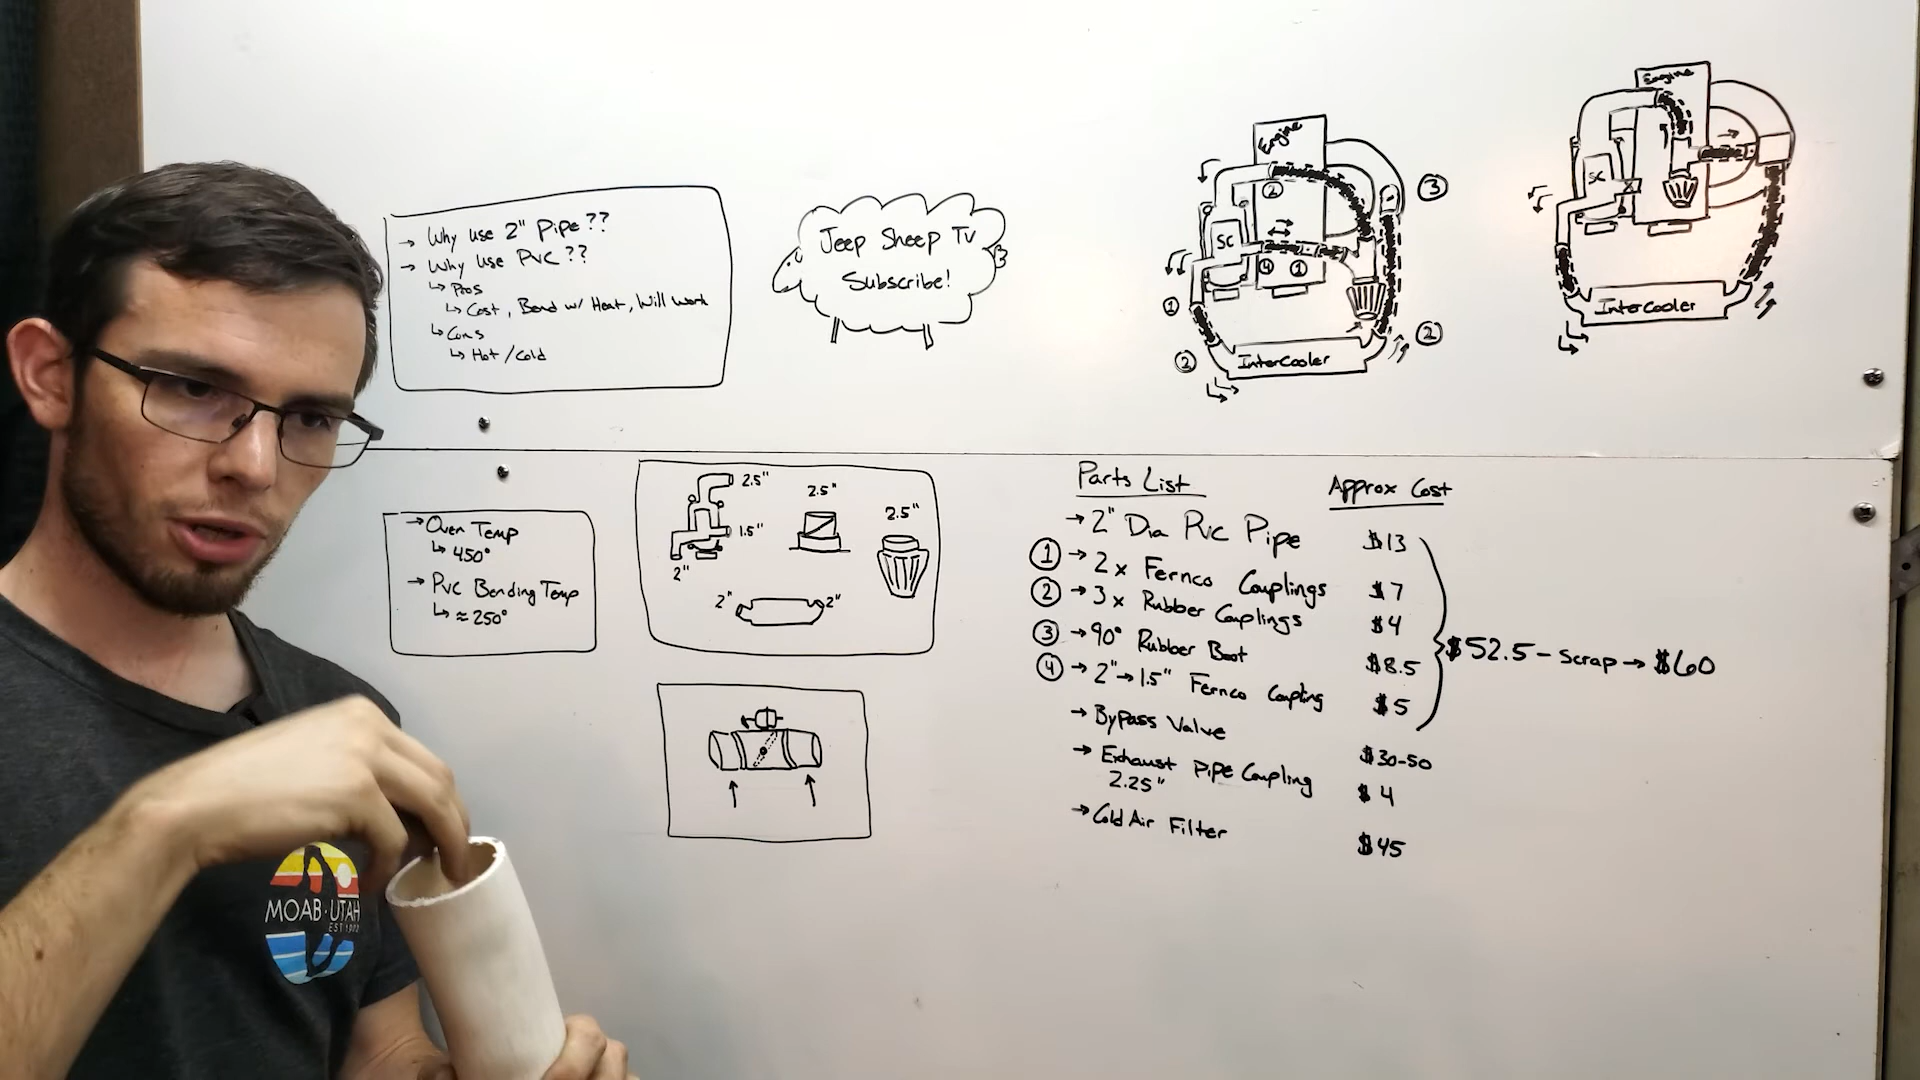 → Why use 2" Pipe??
→ Why use PVC??
↳ Pros
↳ Cost, Bend w/ Heat, Will Work
↳ Cons
↳ Hot/Cold
Jeep Sheep TV
Subscribe!
Engine
SC
②
③
④
①
①
②
②
InterCooler
Engine
SC
InterCooler
→ Oven Temp
↳ 450°
→ PVC Bending Temp
↳ ≈ 250°
2.5"
1.5"
2"
2.5"
2.5"
2"
2"
Parts List
Approx Cost
→ 2" Dia PVC Pipe $13
① → 2x Fernco Couplings $7
② → 3x Rubber Couplings $4
③ → 90° Rubber Boot $8.5
④ → 2" → 1.5" Fernco Coupling $5
$52.5 - Scrap → $60
→ Bypass Valve $30-50
→ Exhaust Pipe Coupling $4
2.25"
→ Cold Air Filter $45
MOAB·UTAH